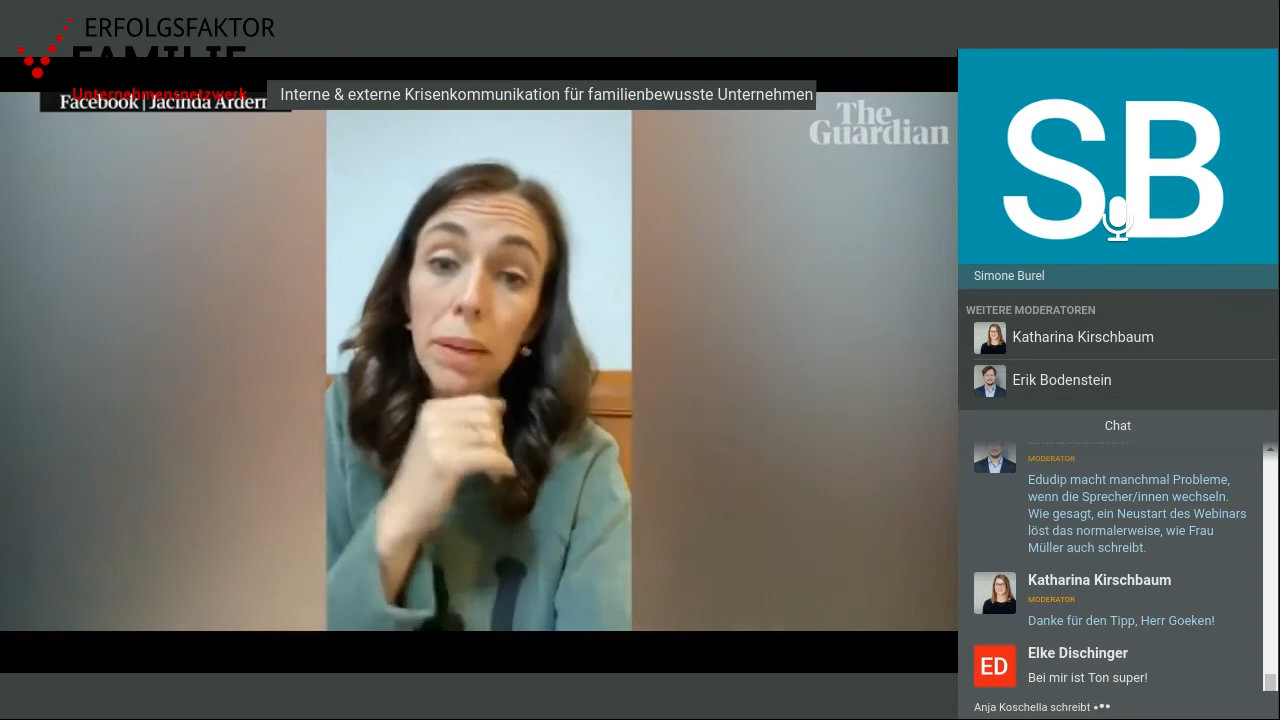 ERFOLGSFAKTOR
FAMILIE
Unternehmensnetzwerk
Facebook | Jacinda Ardern
Interne & externe Krisenkommunikation für familienbewusste Unternehmen
The
Guardian
SB
Simone Burel
WEITERE MODERATOREN
Katharina Kirschbaum
Erik Bodenstein
Chat
MODERATOR
Edudip macht manchmal Probleme,
wenn die Sprecher/innen wechseln.
Wie gesagt, ein Neustart des Webinars
löst das normalerweise, wie Frau
Müller auch schreibt.
Katharina Kirschbaum
MODERATOR
Danke für den Tipp, Herr Goeken!
ED
Elke Dischinger
Bei mir ist Ton super!
Anja Koschella schreibt